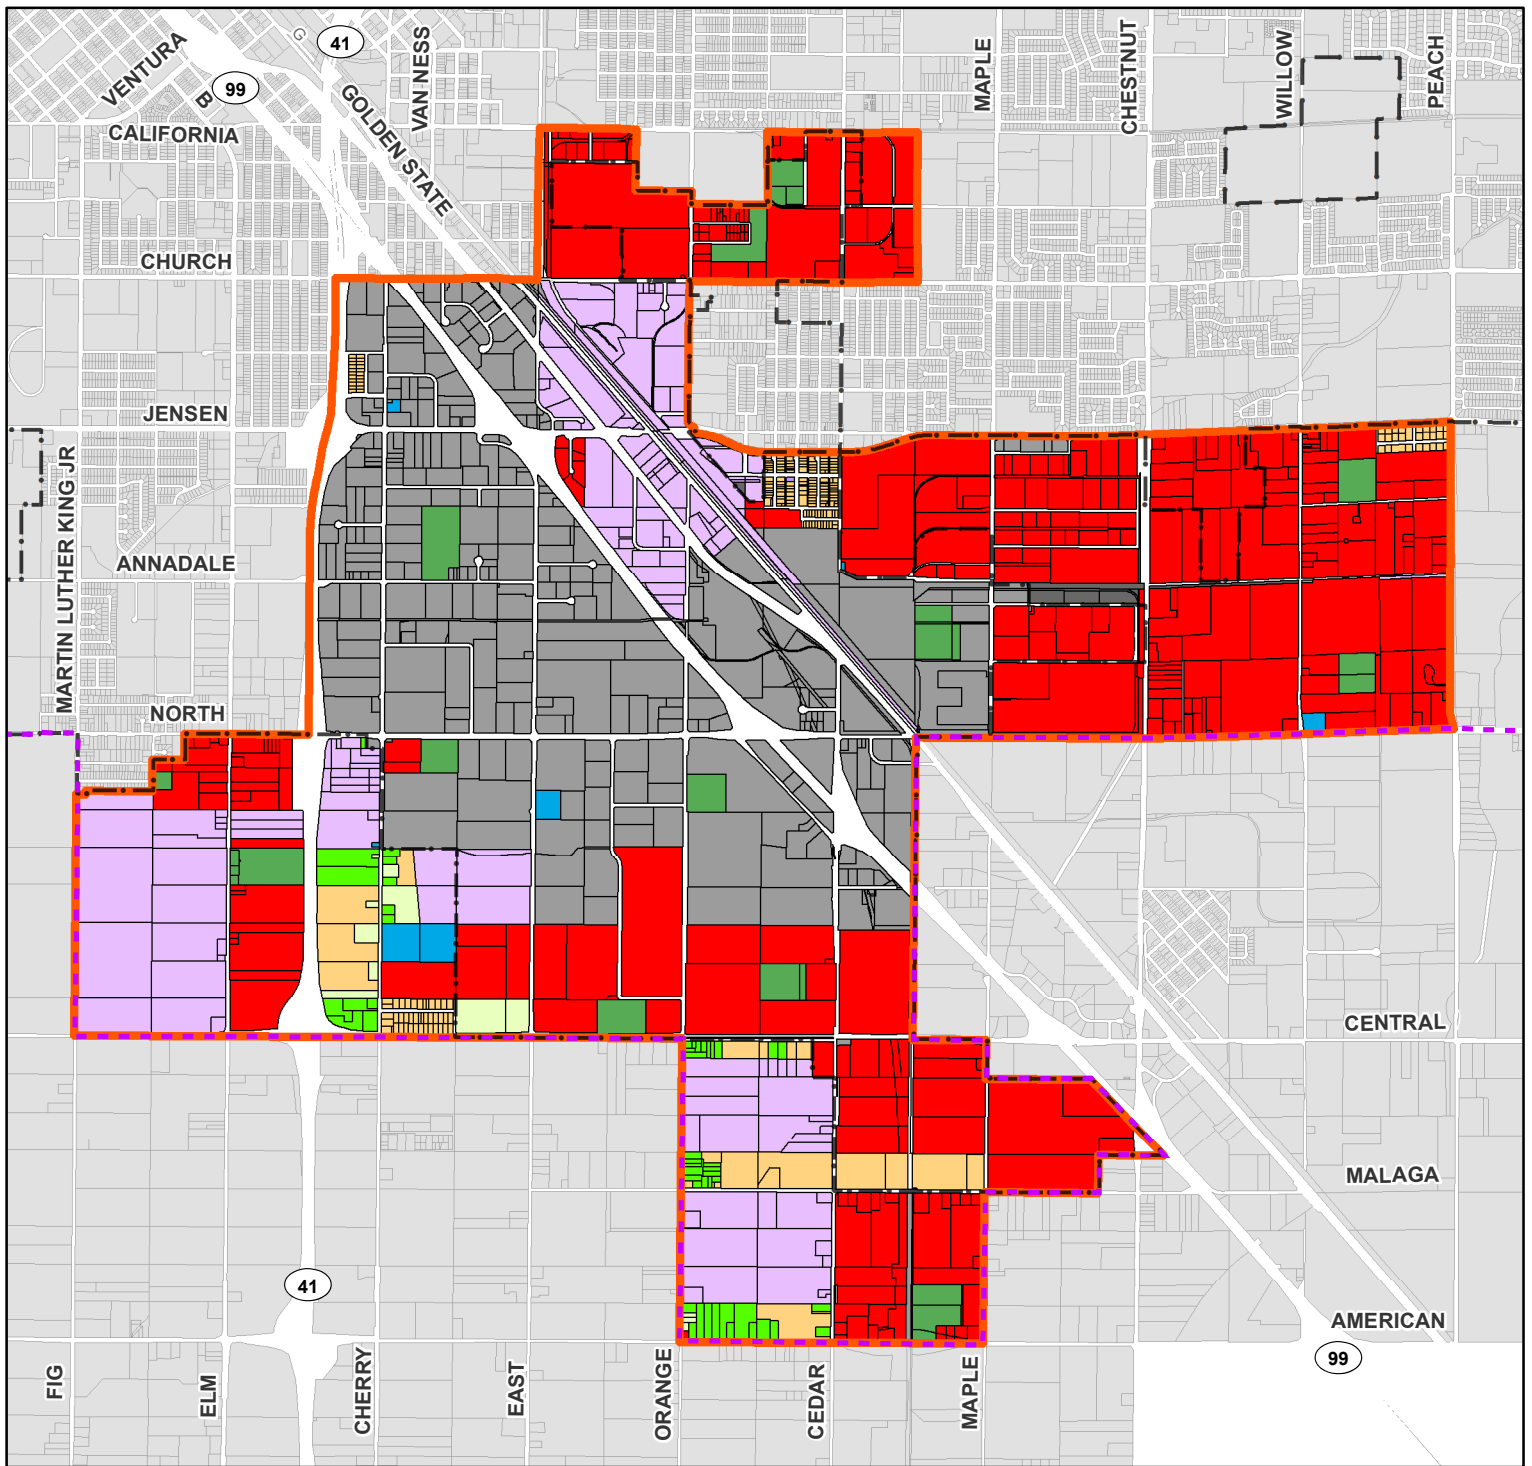 G
41
VENTURA
VAN NESS
MAPLE
CHESTNUT
WILLOW
PEACH
99
B
GOLDEN STATE
CALIFORNIA
CHURCH
JENSEN
MARTIN LUTHER KING JR
ANNADALE
NORTH
CENTRAL
MALAGA
41
AMERICAN
99
FIG
ELM
CHERRY
EAST
ORANGE
CEDAR
MAPLE